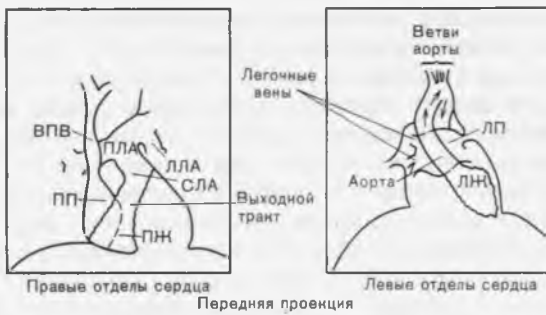 ВПВ
ПЛА
ЛЛА
СЛА
ПП
Выходной
тракт
ПЖ
Правые отделы сердца
Легочные
вены
Ветви
аорты
ЛП
Аорта
ЛЖ
Левые отделы сердца
Передняя проекция